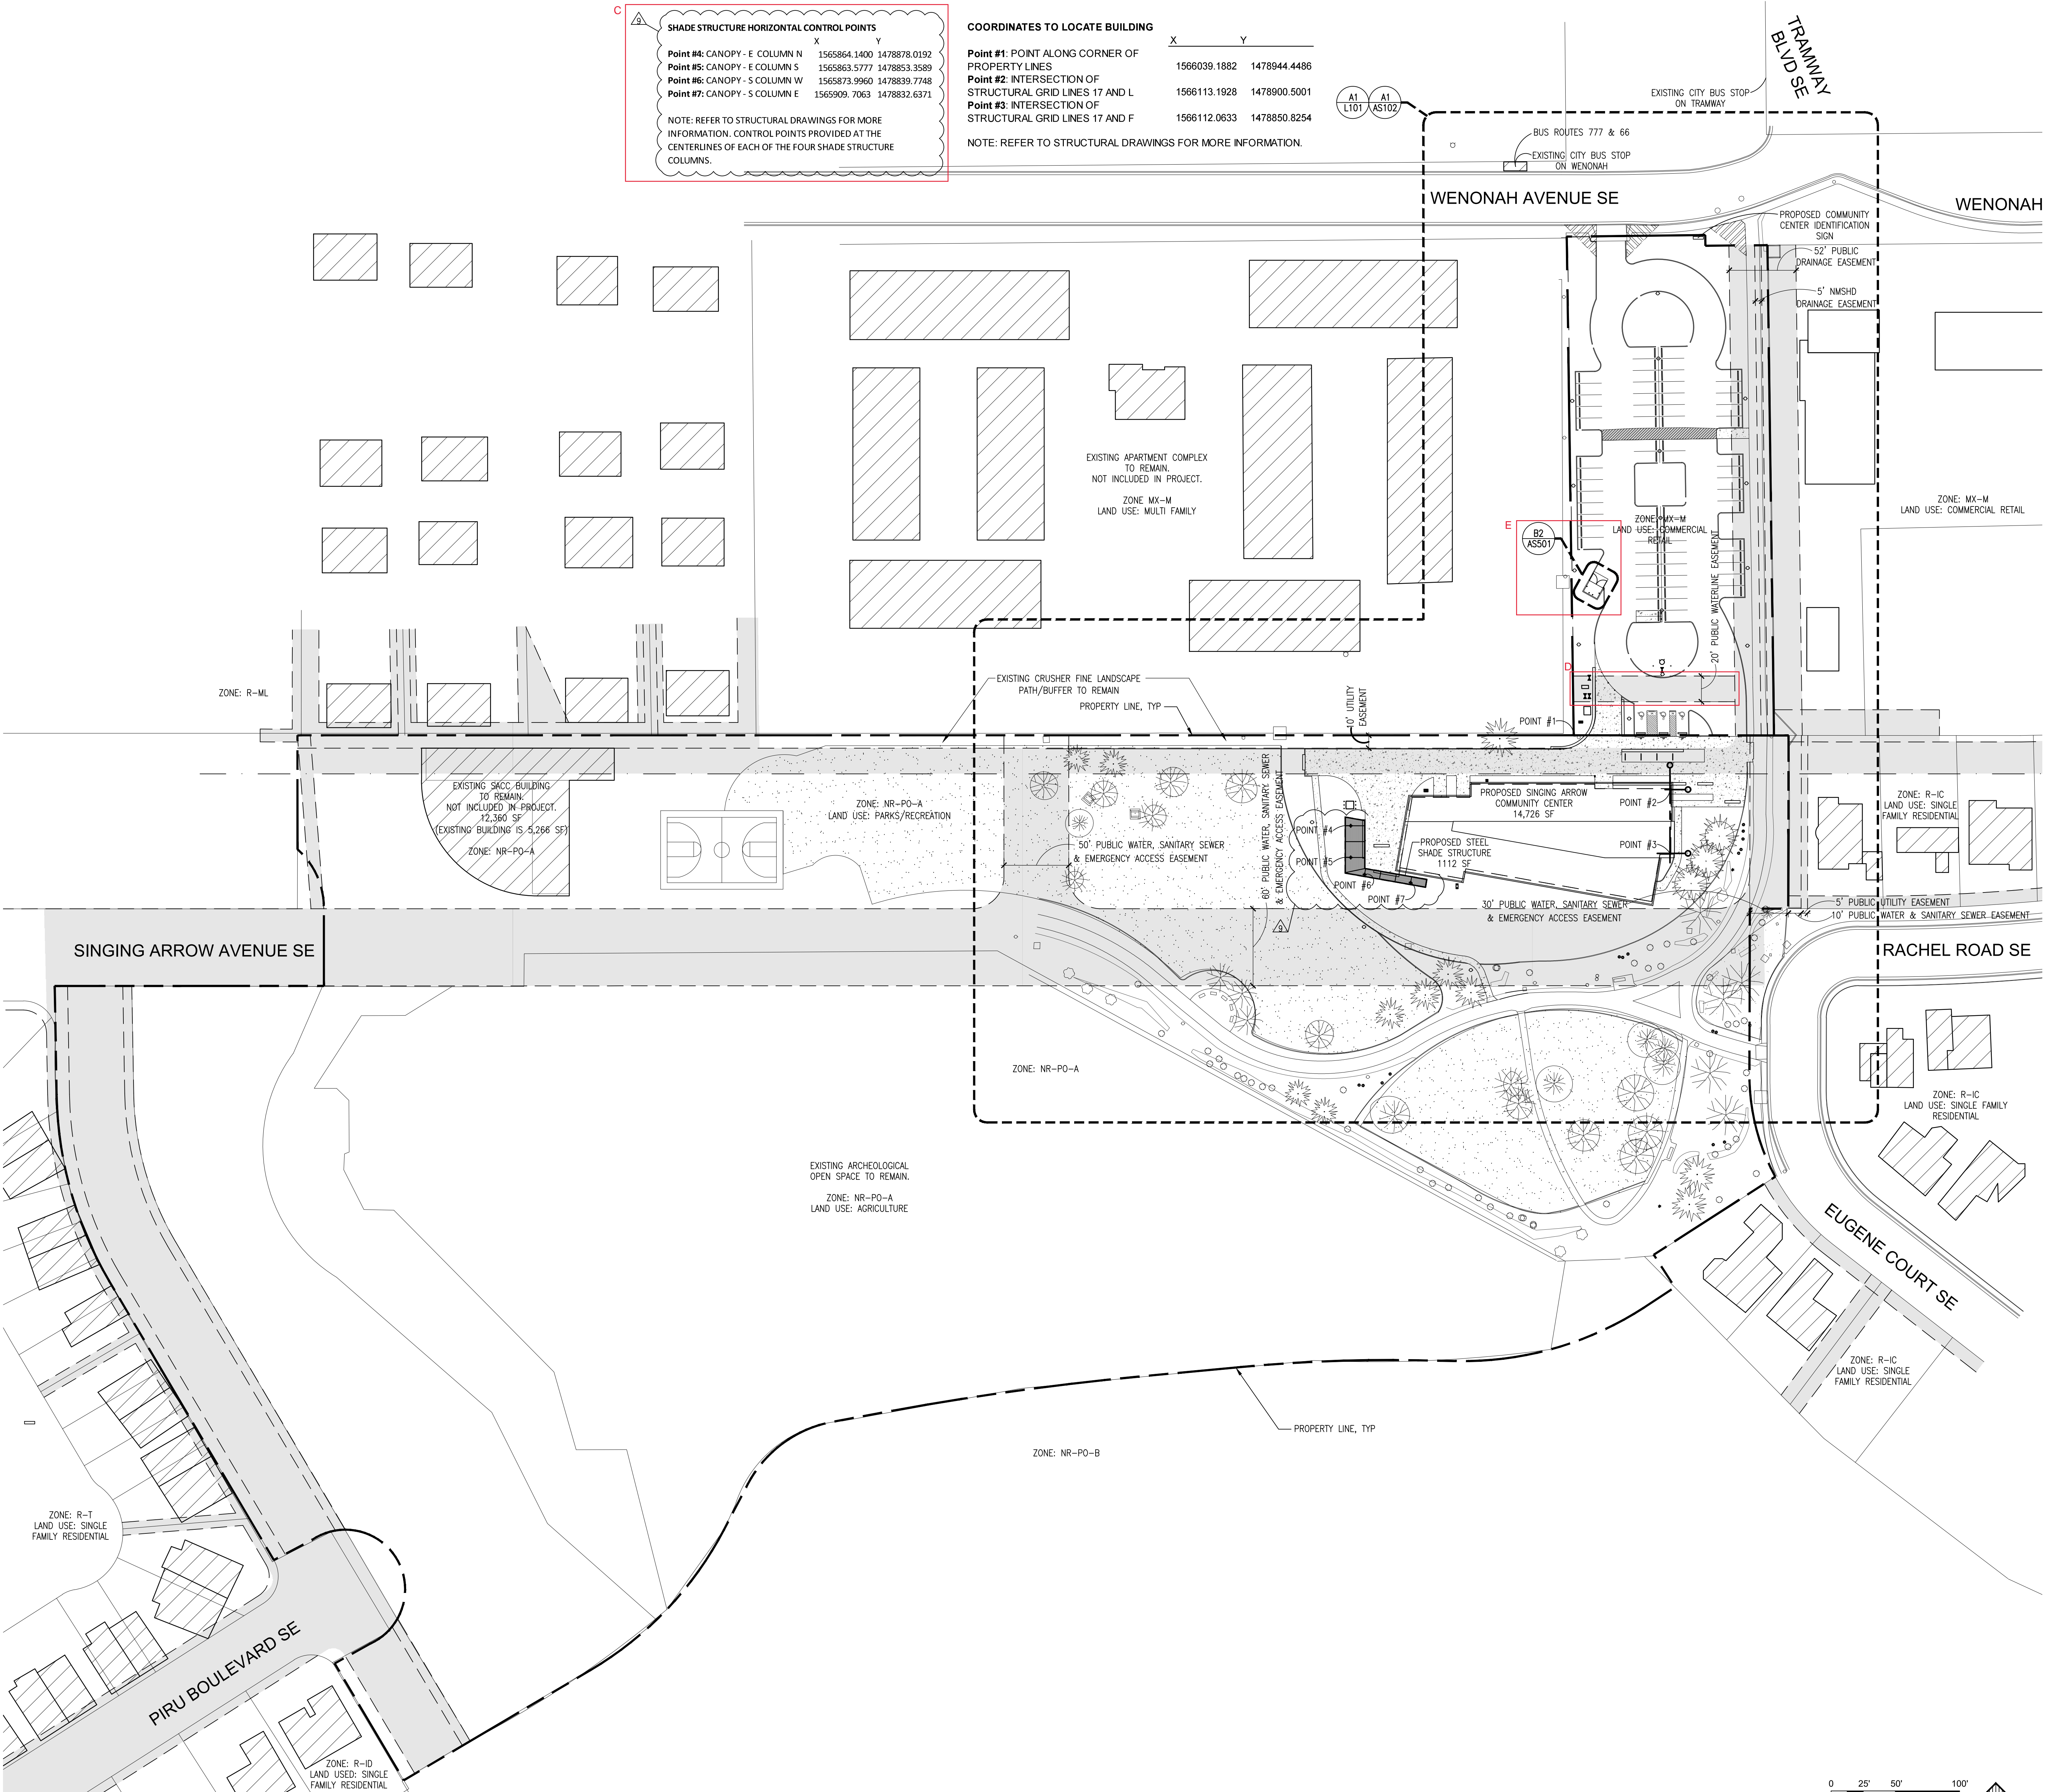 C
9
SHADE STRUCTURE HORIZONTAL CONTROL POINTS
X Y
Point #4: CANOPY - E COLUMN N 1565864.1400 1478878.0192
Point #5: CANOPY - E COLUMN S 1565863.5777 1478853.3589
Point #6: CANOPY - S COLUMN W 1565873.9960 1478839.7748
Point #7: CANOPY - S COLUMN E 1565909. 7063 1478832.6371
NOTE: REFER TO STRUCTURAL DRAWINGS FOR MORE
INFORMATION. CONTROL POINTS PROVIDED AT THE
CENTERLINES OF EACH OF THE FOUR SHADE STRUCTURE
COLUMNS.
COORDINATES TO LOCATE BUILDING
X Y
Point #1: POINT ALONG CORNER OF
PROPERTY LINES 1566039.1882 1478944.4486
Point #2: INTERSECTION OF
STRUCTURAL GRID LINES 17 AND L 1566113.1928 1478900.5001
Point #3: INTERSECTION OF
STRUCTURAL GRID LINES 17 AND F 1566112.0633 1478850.8254
NOTE: REFER TO STRUCTURAL DRAWINGS FOR MORE INFORMATION.
A1
L101
A1
AS102
TRAMWAY
BLVD SE
EXISTING CITY BUS STOP
ON TRAMWAY
BUS ROUTES 777 & 66
EXISTING CITY BUS STOP
ON WENONAH
WENONAH AVENUE SE
WENONAH
PROPOSED COMMUNITY
CENTER IDENTIFICATION
SIGN
52' PUBLIC
DRAINAGE EASEMENT
5' NMSHD
DRAINAGE EASEMENT
EXISTING APARTMENT COMPLEX
TO REMAIN.
NOT INCLUDED IN PROJECT.
ZONE MX-M
LAND USE: MULTI FAMILY
E
B2
AS501
ZONE: MX-M
LAND USE: COMMERCIAL
RETAIL
20' PUBLIC WATERLINE EASEMENT
ZONE: MX-M
LAND USE: COMMERCIAL RETAIL
D
ZONE: R-ML
EXISTING CRUSHER FINE LANDSCAPE
PATH/BUFFER TO REMAIN
PROPERTY LINE, TYP
10' UTILITY
EASEMENT
POINT #1
EXISTING SACC BUILDING
TO REMAIN.
NOT INCLUDED IN PROJECT.
12,360 SF
(EXISTING BUILDING IS 5,266 SF)
ZONE: NR-PO-A
ZONE: NR-PO-A
LAND USE: PARKS/RECREATION
50' PUBLIC WATER, SANITARY SEWER
& EMERGENCY ACCESS EASEMENT
60' PUBLIC WATER, SANITARY SEWER
& EMERGENCY ACCESS EASEMENT
PROPOSED SINGING ARROW
COMMUNITY CENTER
14,726 SF
POINT #2
POINT #3
POINT #4
POINT #5
POINT #6
POINT #7
PROPOSED STEEL
SHADE STRUCTURE
1112 SF
9
30' PUBLIC WATER, SANITARY SEWER
& EMERGENCY ACCESS EASEMENT
ZONE: R-IC
LAND USE: SINGLE
FAMILY RESIDENTIAL
5' PUBLIC UTILITY EASEMENT
10' PUBLIC WATER & SANITARY SEWER EASEMENT
SINGING ARROW AVENUE SE
RACHEL ROAD SE
ZONE: NR-PO-A
ZONE: R-IC
LAND USE: SINGLE FAMILY
RESIDENTIAL
EXISTING ARCHEOLOGICAL
OPEN SPACE TO REMAIN.
ZONE: NR-PO-A
LAND USE: AGRICULTURE
EUGENE COURT SE
ZONE: R-IC
LAND USE: SINGLE
FAMILY RESIDENTIAL
PROPERTY LINE, TYP
ZONE: NR-PO-B
ZONE: R-T
LAND USE: SINGLE
FAMILY RESIDENTIAL
PIRU BOULEVARD SE
ZONE: R-ID
LAND USED: SINGLE
FAMILY RESIDENTIAL
0 25' 50' 100'